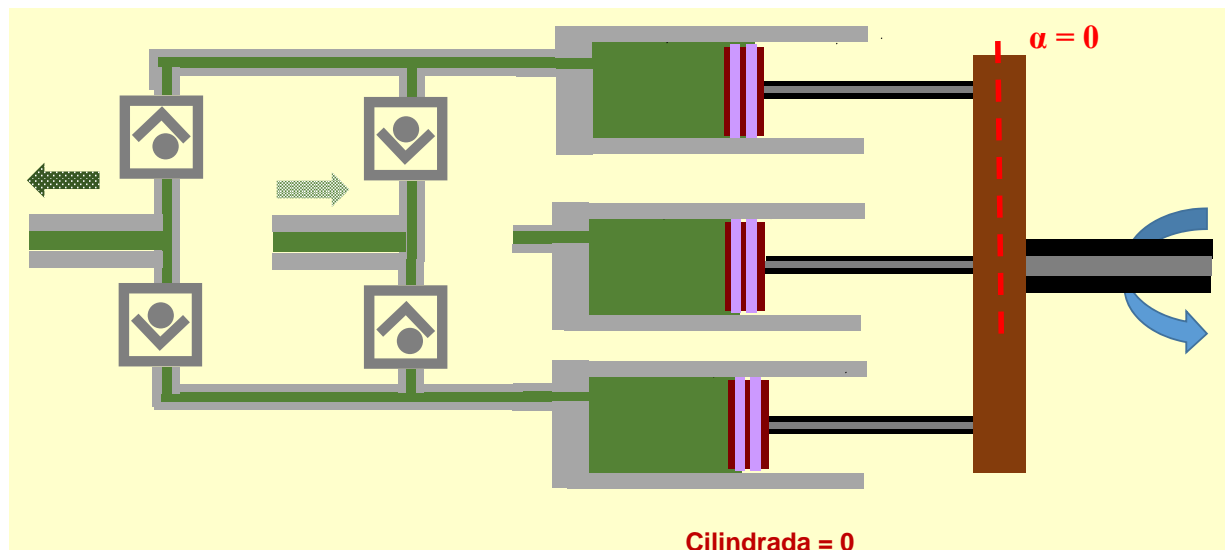 α = 0
Cilindrada = 0